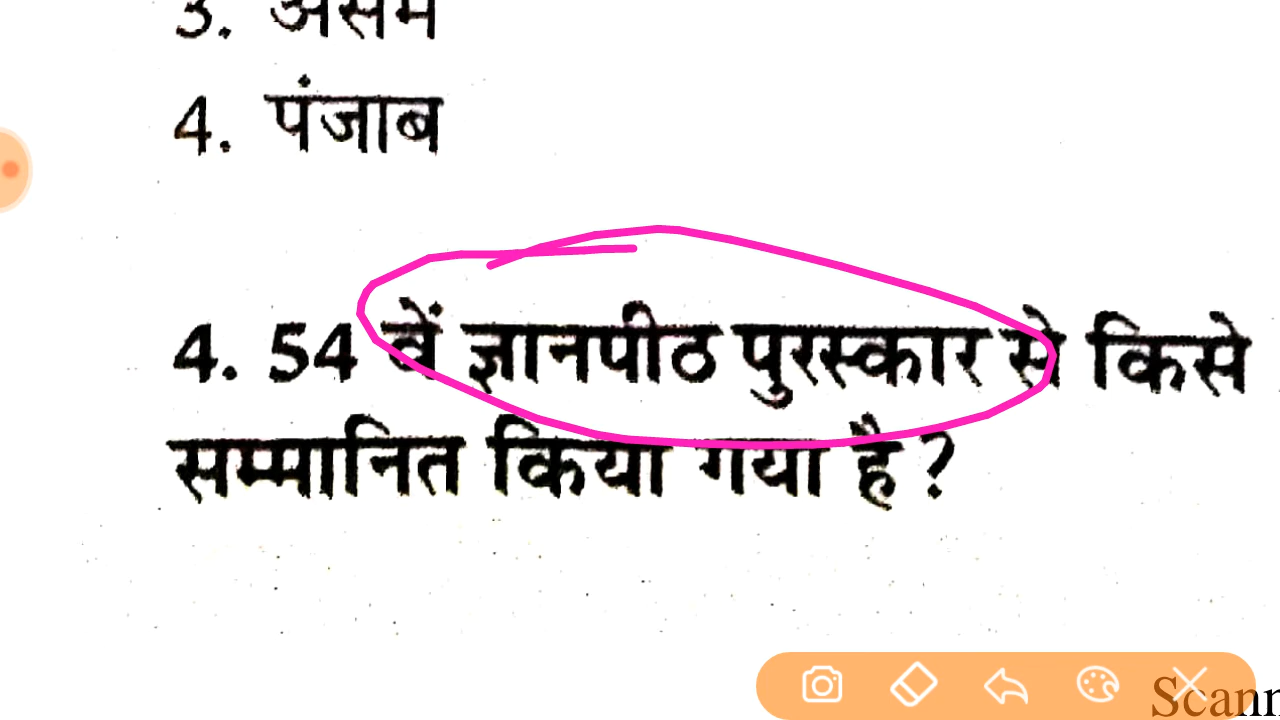 3. असम
4. पंजाब
4. 54 वें ज्ञानपीठ पुरस्कार से किसे
सम्मानित किया गया है?